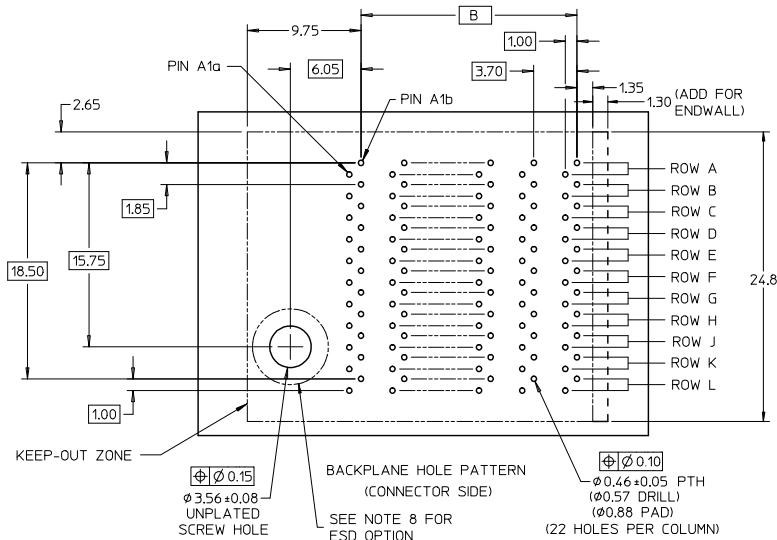 9.75
B
1.00
6.05
3.70
PIN A1a
PIN A1b
1.35
1.30
(ADD FOR
ENDWALL)
2.65
ROW A
ROW B
1.85
ROW C
ROW D
18.50
15.75
ROW E
24.8
ROW F
ROW G
ROW H
ROW J
ROW K
ROW L
1.00
KEEP-OUT ZONE
BACKPLANE HOLE PATTERN
(CONNECTOR SIDE)
⌖ Ø 0.15
Ø 3.56 ±0.08
UNPLATED
SCREW HOLE
SEE NOTE 8 FOR
ESD OPTION
⌖ Ø 0.10
Ø 0.46 ±0.05 PTH
(Ø0.57 DRILL)
(Ø0.88 PAD)
(22 HOLES PER COLUMN)